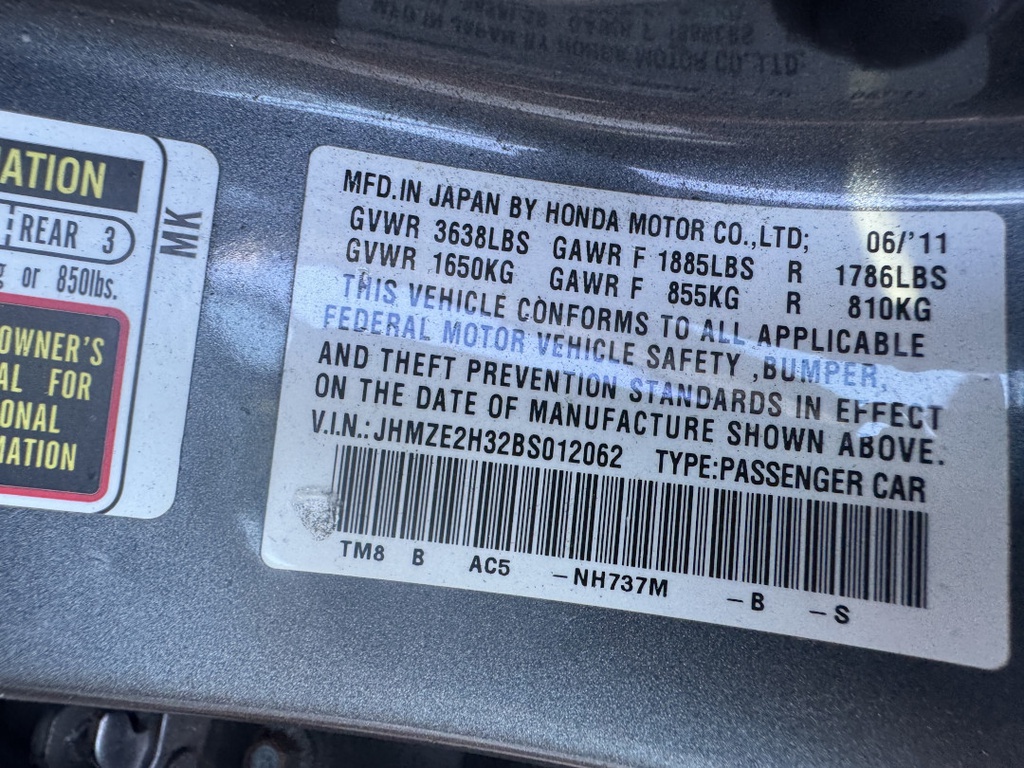 ATION
REAR 3
g or 850lbs.
OWNER'S
AL FOR
ONAL
MATION
MK
MFD.IN JAPAN BY HONDA MOTOR CO.,LTD; 06/'11
GVWR 3638LBS GAWR F 1885LBS R 1786LBS
GVWR 1650KG GAWR F 855KG R 810KG
THIS VEHICLE CONFORMS TO ALL APPLICABLE
FEDERAL MOTOR VEHICLE SAFETY ,BUMPER,
AND THEFT PREVENTION STANDARDS IN EFFECT
ON THE DATE OF MANUFACTURE SHOWN ABOVE.
V.I.N.:JHMZE2H32BS012062 TYPE:PASSENGER CAR
TM8 B AC5 -NH737M -B -S